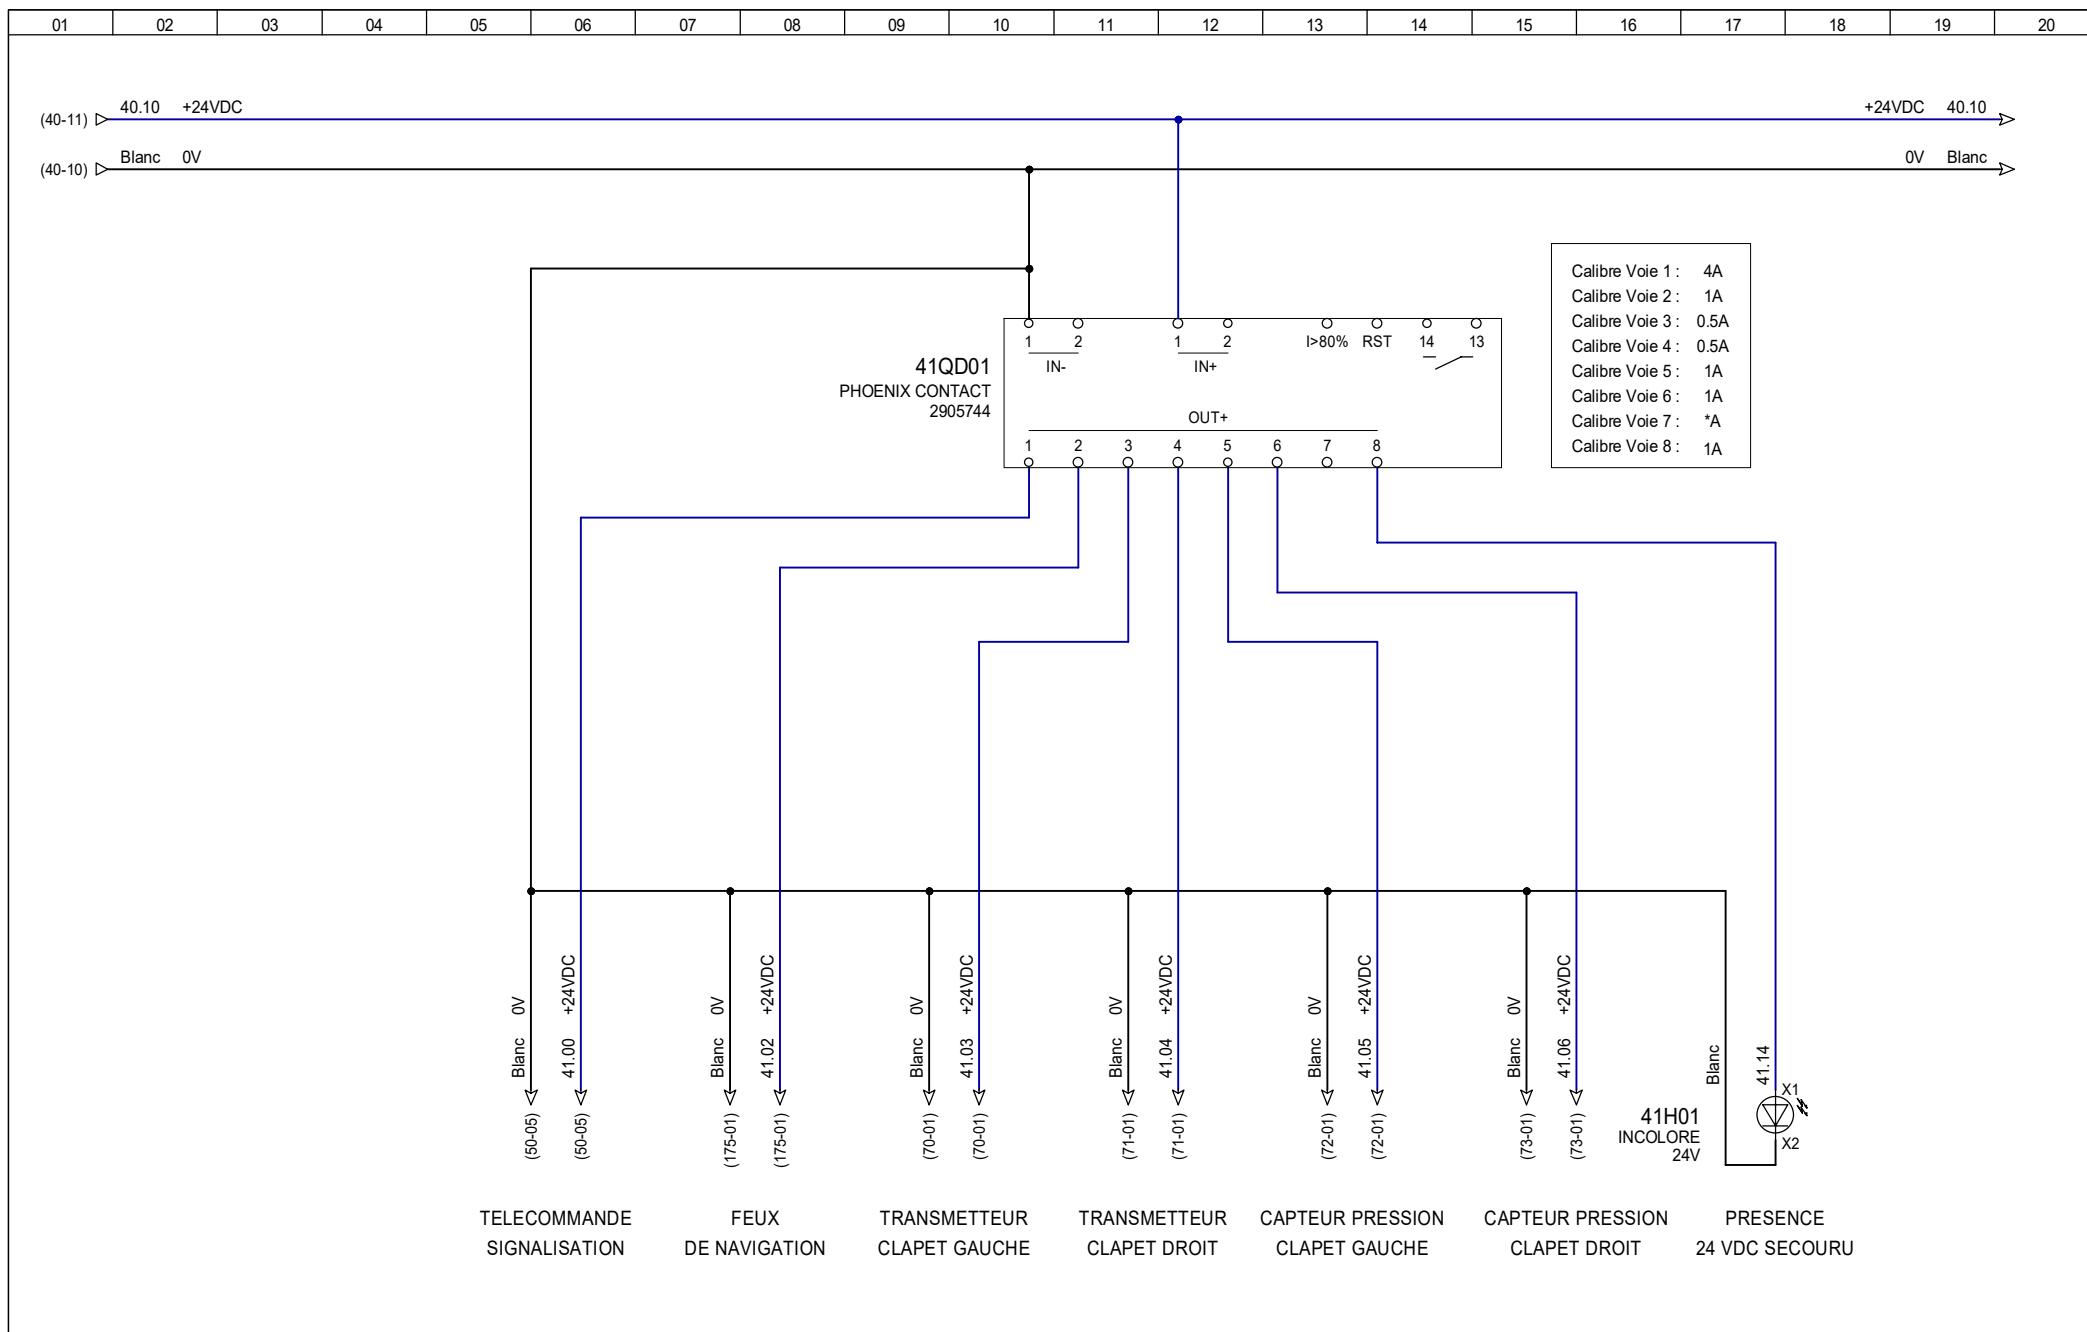 01 02 03 04 05 06 07 08 09 10 11 12 13 14 15 16 17 18 19 20
40.10 +24VDC
+24VDC 40.10
(40-11)
Blanc 0V
0V Blanc
(40-10)
Calibre Voie 1 : 4A
Calibre Voie 2 : 1A
Calibre Voie 3 : 0.5A
Calibre Voie 4 : 0.5A
Calibre Voie 5 : 1A
Calibre Voie 6 : 1A
Calibre Voie 7 : *A
Calibre Voie 8 : 1A
1 2 1 2 I>80% RST 14 13
IN- IN+
41QD01
PHOENIX CONTACT
2905744
OUT+
1 2 3 4 5 6 7 8
Blanc 0V
41.00 +24VDC
Blanc 0V
41.02 +24VDC
Blanc 0V
41.03 +24VDC
Blanc 0V
41.04 +24VDC
Blanc 0V
41.05 +24VDC
Blanc 0V
41.06 +24VDC
Blanc
41.14
(50-05)
(50-05)
(175-01)
(175-01)
(70-01)
(70-01)
(71-01)
(71-01)
(72-01)
(72-01)
(73-01)
(73-01)
X1
41H01
INCOLORE
24V
X2
TELECOMMANDE
SIGNALISATION
FEUX
DE NAVIGATION
TRANSMETTEUR
CLAPET GAUCHE
TRANSMETTEUR
CLAPET DROIT
CAPTEUR PRESSION
CLAPET GAUCHE
CAPTEUR PRESSION
CLAPET DROIT
PRESENCE
24 VDC SECOURU